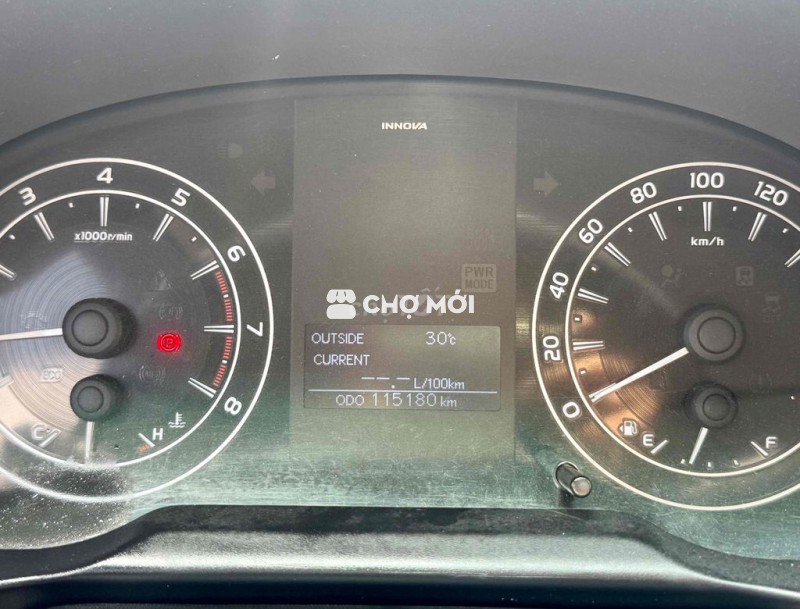 INNOVA
3 4 5 6 7 8
x1000r/min
C H
PWR
MODE
CHỢ MỚI
OUTSIDE 30°c
CURRENT
--.- L/100km
ODO 115180 km
0 20 40 60 80 100 120
km/h
E F